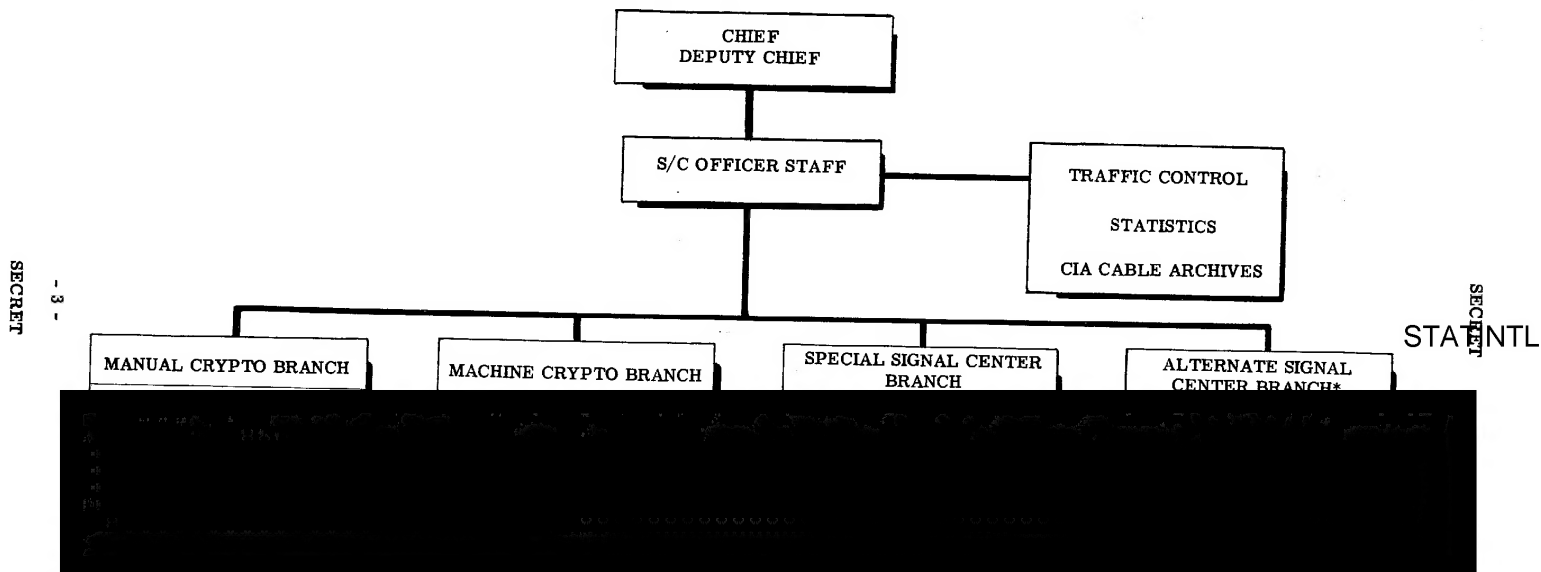 CHIEF
DEPUTY CHIEF
S/C OFFICER STAFF
TRAFFIC CONTROL
STATISTICS
CIA CABLE ARCHIVES
SECRET
- 3 -
SECRET
STATINTL
MANUAL CRYPTO BRANCH
MACHINE CRYPTO BRANCH
SPECIAL SIGNAL CENTER
BRANCH
ALTERNATE SIGNAL
CENTER BRANCH*